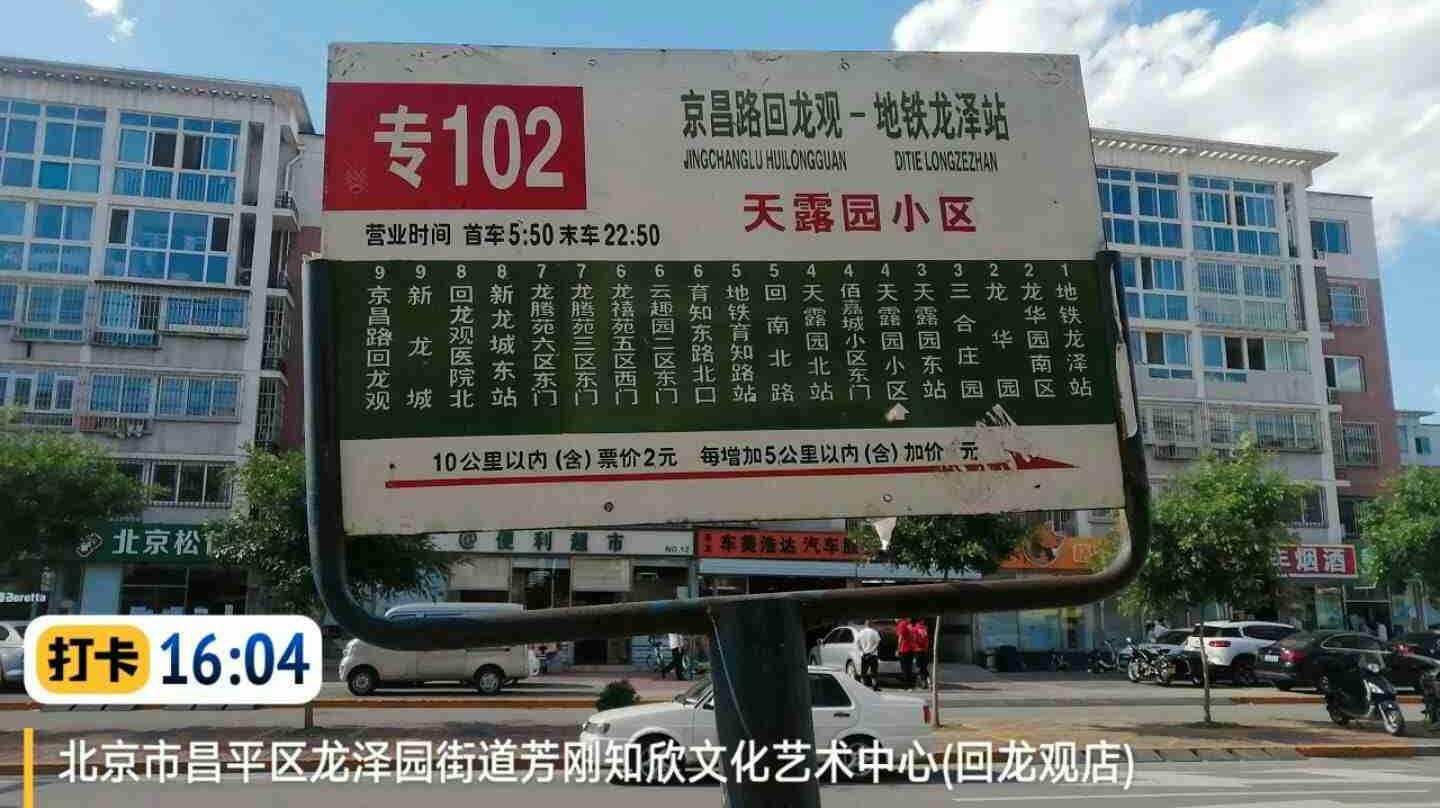 专102
京昌路回龙观－地铁龙泽站
JINGCHANGLU HUILONGGUAN DITIE LONGZEZHAN
天露园小区
营业时间 首车5:50 末车22:50
9 京昌路回龙观
9 新龙城
8 回龙观医院北
8 新龙城东站
7 龙腾苑六区东门
7 龙腾苑三区东门
6 龙禧苑五区西门
6 云趣园二区东门
6 育知东路北口
5 地铁育知路站
5 回南北路
4 天露园北站
4 佰嘉城小区东门
4 天露园小区
3 天露园东站
3 三合庄园
2 龙华园
2 龙华园南区
1 地铁龙泽站
10公里以内(含)票价2元 每增加5公里以内(含)加价 元
北京松
@便利超市
NO.12
车美浩达 汽车
烟酒
Beretta
打卡 16:04
北京市昌平区龙泽园街道芳刚知欣文化艺术中心(回龙观店)